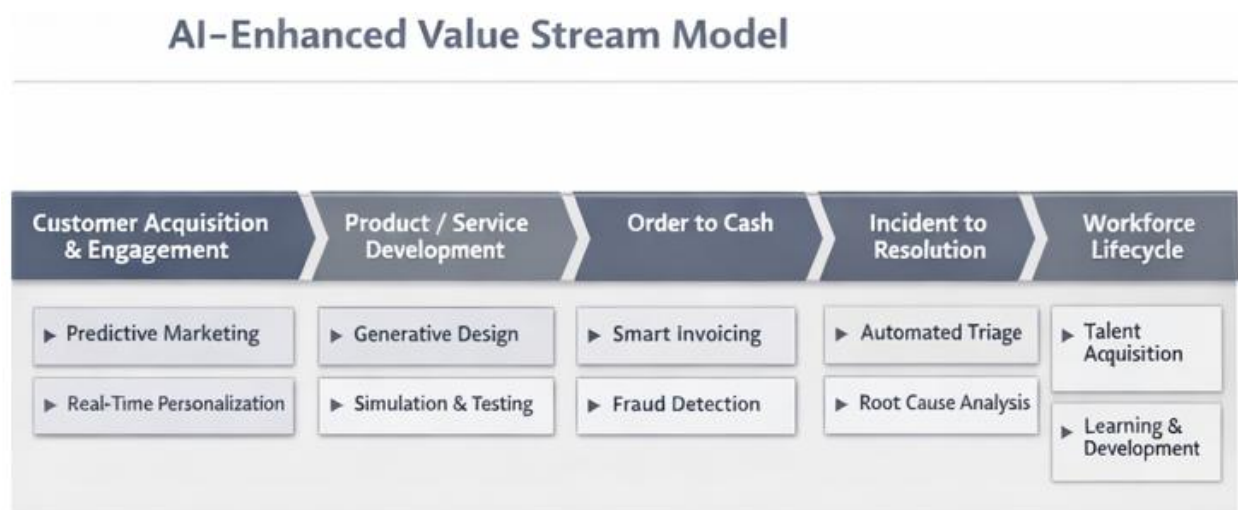 AI-Enhanced Value Stream Model
Customer Acquisition
& Engagement
Product / Service
Development
Order to Cash
Incident to
Resolution
Workforce
Lifecycle
▶ Predictive Marketing
▶ Real-Time Personalization
▶ Generative Design
▶ Simulation & Testing
▶ Smart Invoicing
▶ Fraud Detection
▶ Automated Triage
▶ Root Cause Analysis
▶ Talent
Acquisition
▶ Learning &
Development